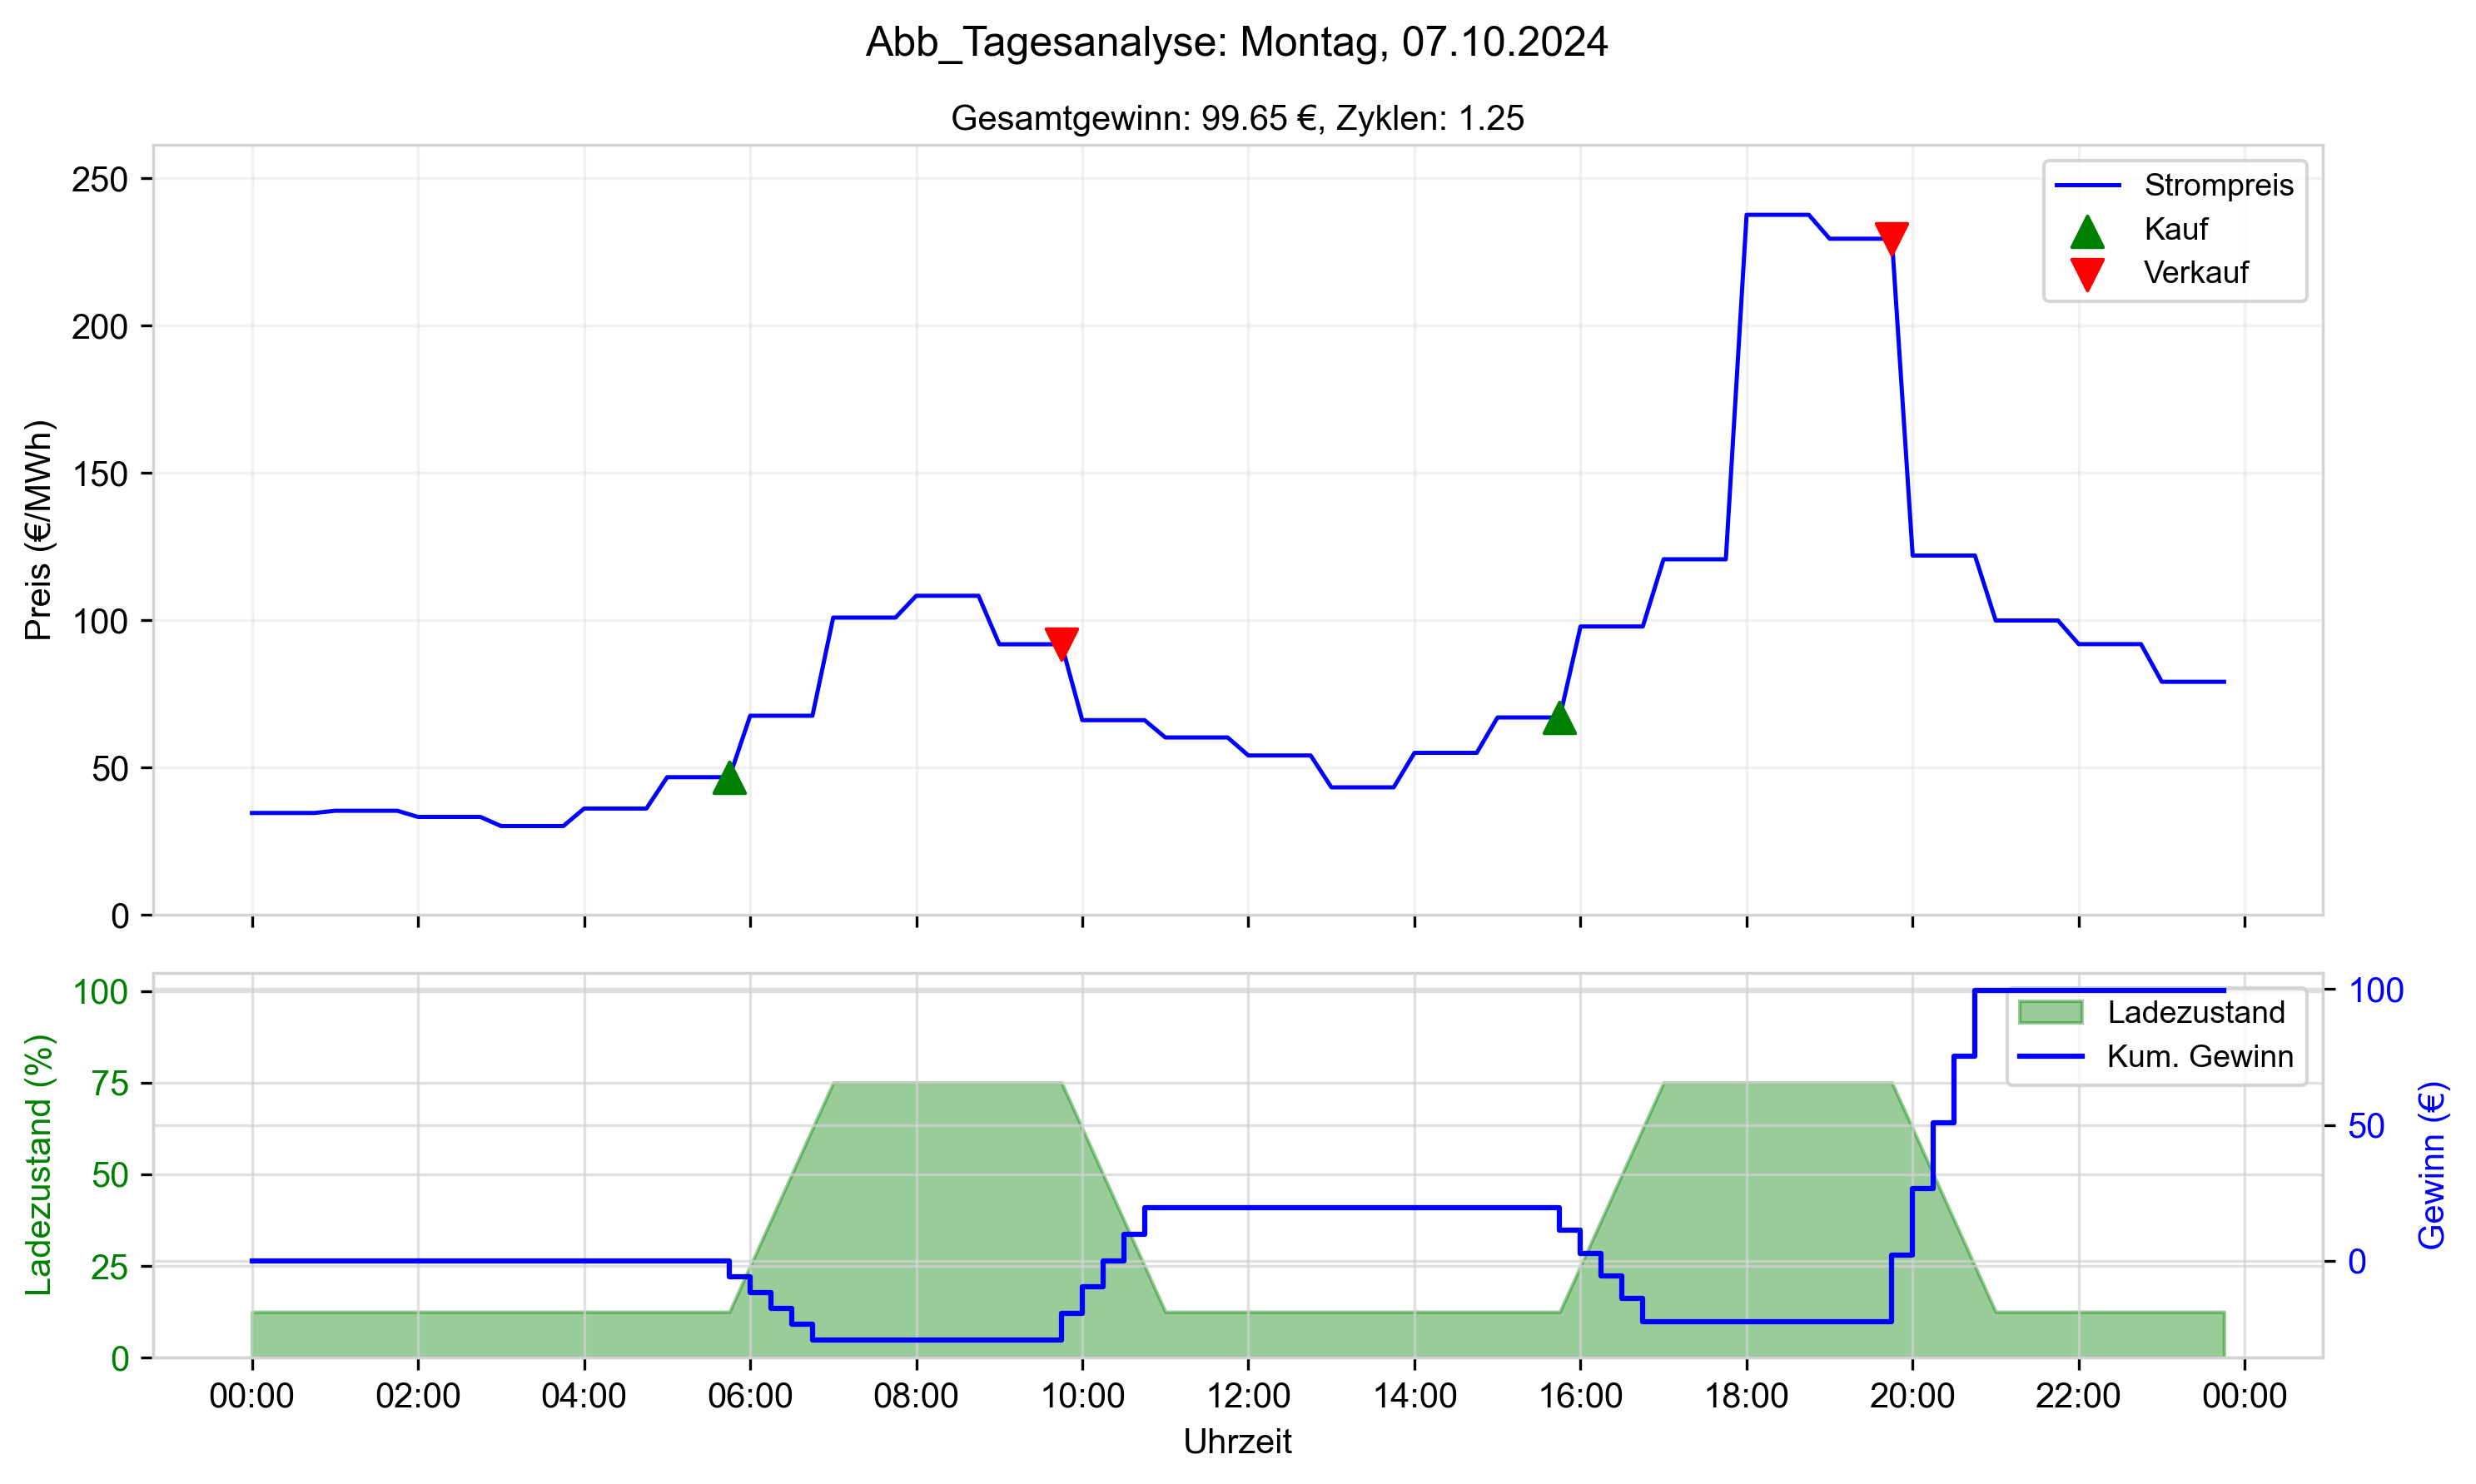 Abb_Tagesanalyse: Montag, 07.10.2024
Gesamtgewinn: 99.65 €, Zyklen: 1.25
Preis (€/MWh)
250
200
150
100
50
0
Strompreis
Kauf
Verkauf
Ladezustand (%)
100
75
50
25
0
Ladezustand
Kum. Gewinn
100
50
0
Gewinn (€)
00:00 02:00 04:00 06:00 08:00 10:00 12:00 14:00 16:00 18:00 20:00 22:00 00:00
Uhrzeit